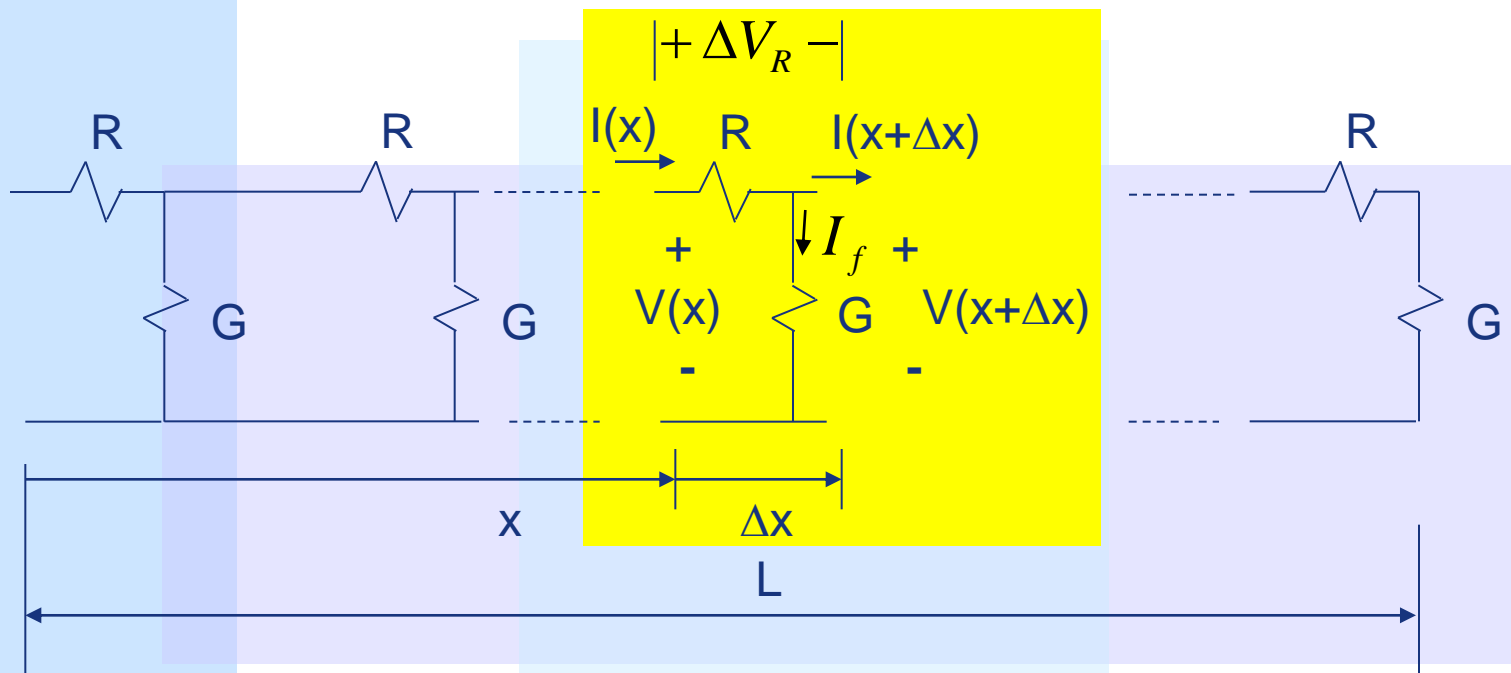 |+ ΔV_R −|
R R I(x) R I(x+Δx) R
+ I_f +
G G V(x) G V(x+Δx) G
- -
x Δx
L